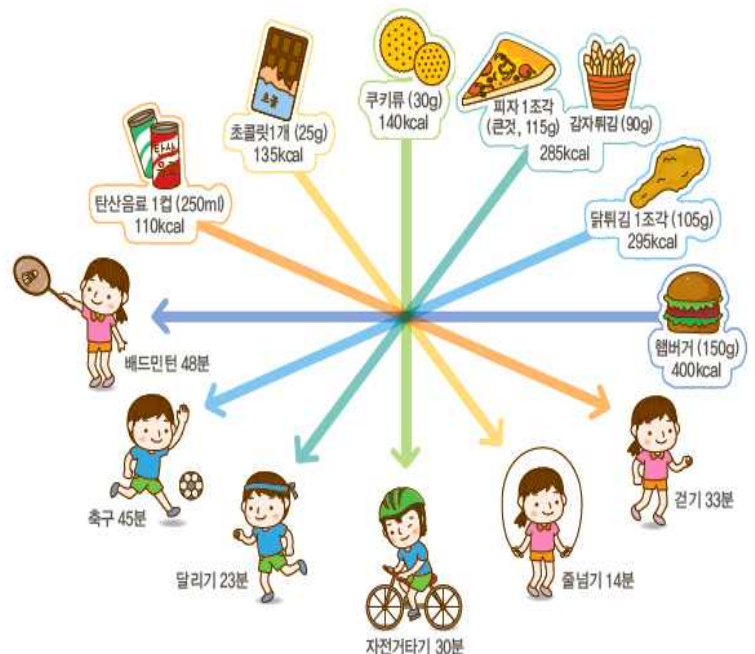 쿠키류 (30g)
140kcal
피자 1조각
(큰것, 115g)
감자튀김 (90g)
285kcal
초콜
초콜릿1개 (25g)
135kcal
탄산
탄산음료 1컵 (250ml)
110kcal
닭튀김 1조각 (105g)
295kcal
햄버거 (150g)
400kcal
배드민턴 48분
축구 45분
달리기 23분
자전거타기 30분
줄넘기 14분
걷기 33분